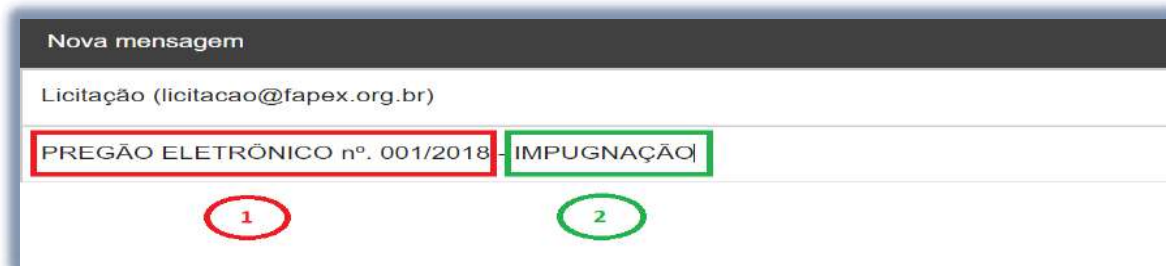 Nova mensagem
Licitação (licitacao@fapex.org.br)
PREGÃO ELETRÔNICO nº. 001/2018 - IMPUGNAÇÃO
1 2